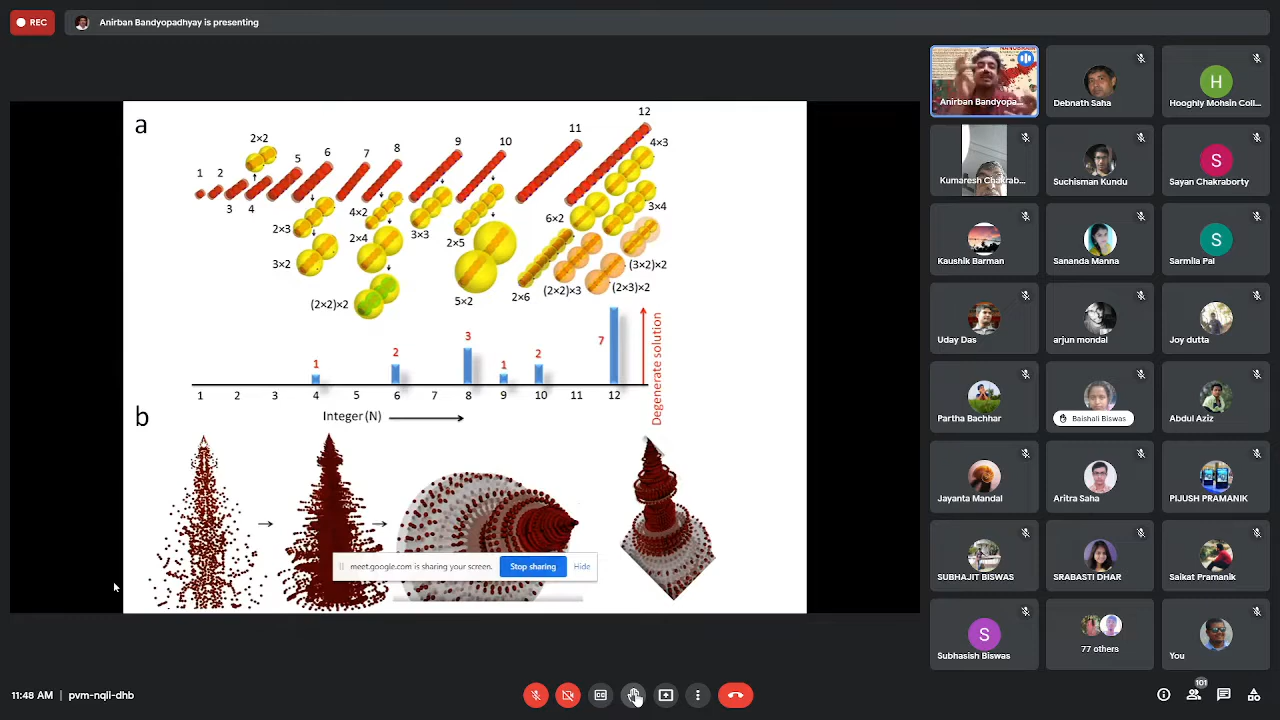 REC
Anirban Bandyopadhyay is presenting
a
12
11
9
10
2×2
8
7
6
5
1
2
3
4
4×3
3×4
4×2
2×3
3×3
2×4
2×5
6×2
3×2
(3×2)×2
(2×3)×2
(2×2)×3
2×6
5×2
(2×2)×2
7
3
2
1
1
2
Degenerate solution
1 2 3 4 5 6 7 8 9 10 11 12
Integer (N)
b
meet.google.com is sharing your screen.
Stop sharing
Hide
NANOBRAIN
Anirban Bandyopa...
Debnath Saha
H
Hooghly Mohsin Col...
Kumaresh Chakrab...
Suchisman Kundu
S
Sayan Chakraborty
Kaushik Barman
Sananda Manna
S
Sarmila Pal
Uday Das
arjun mondal
Joy dutta
Partha Bachhar
Baishali Biswas
Abdul Aziz
Jayanta Mandal
Aritra Saha
PIJUSH PRAMANIK
SUBHAJIT BISWAS
S
Subhasish Biswas
77 others
You
11:48 AM | pvm-nqii-dhb
101